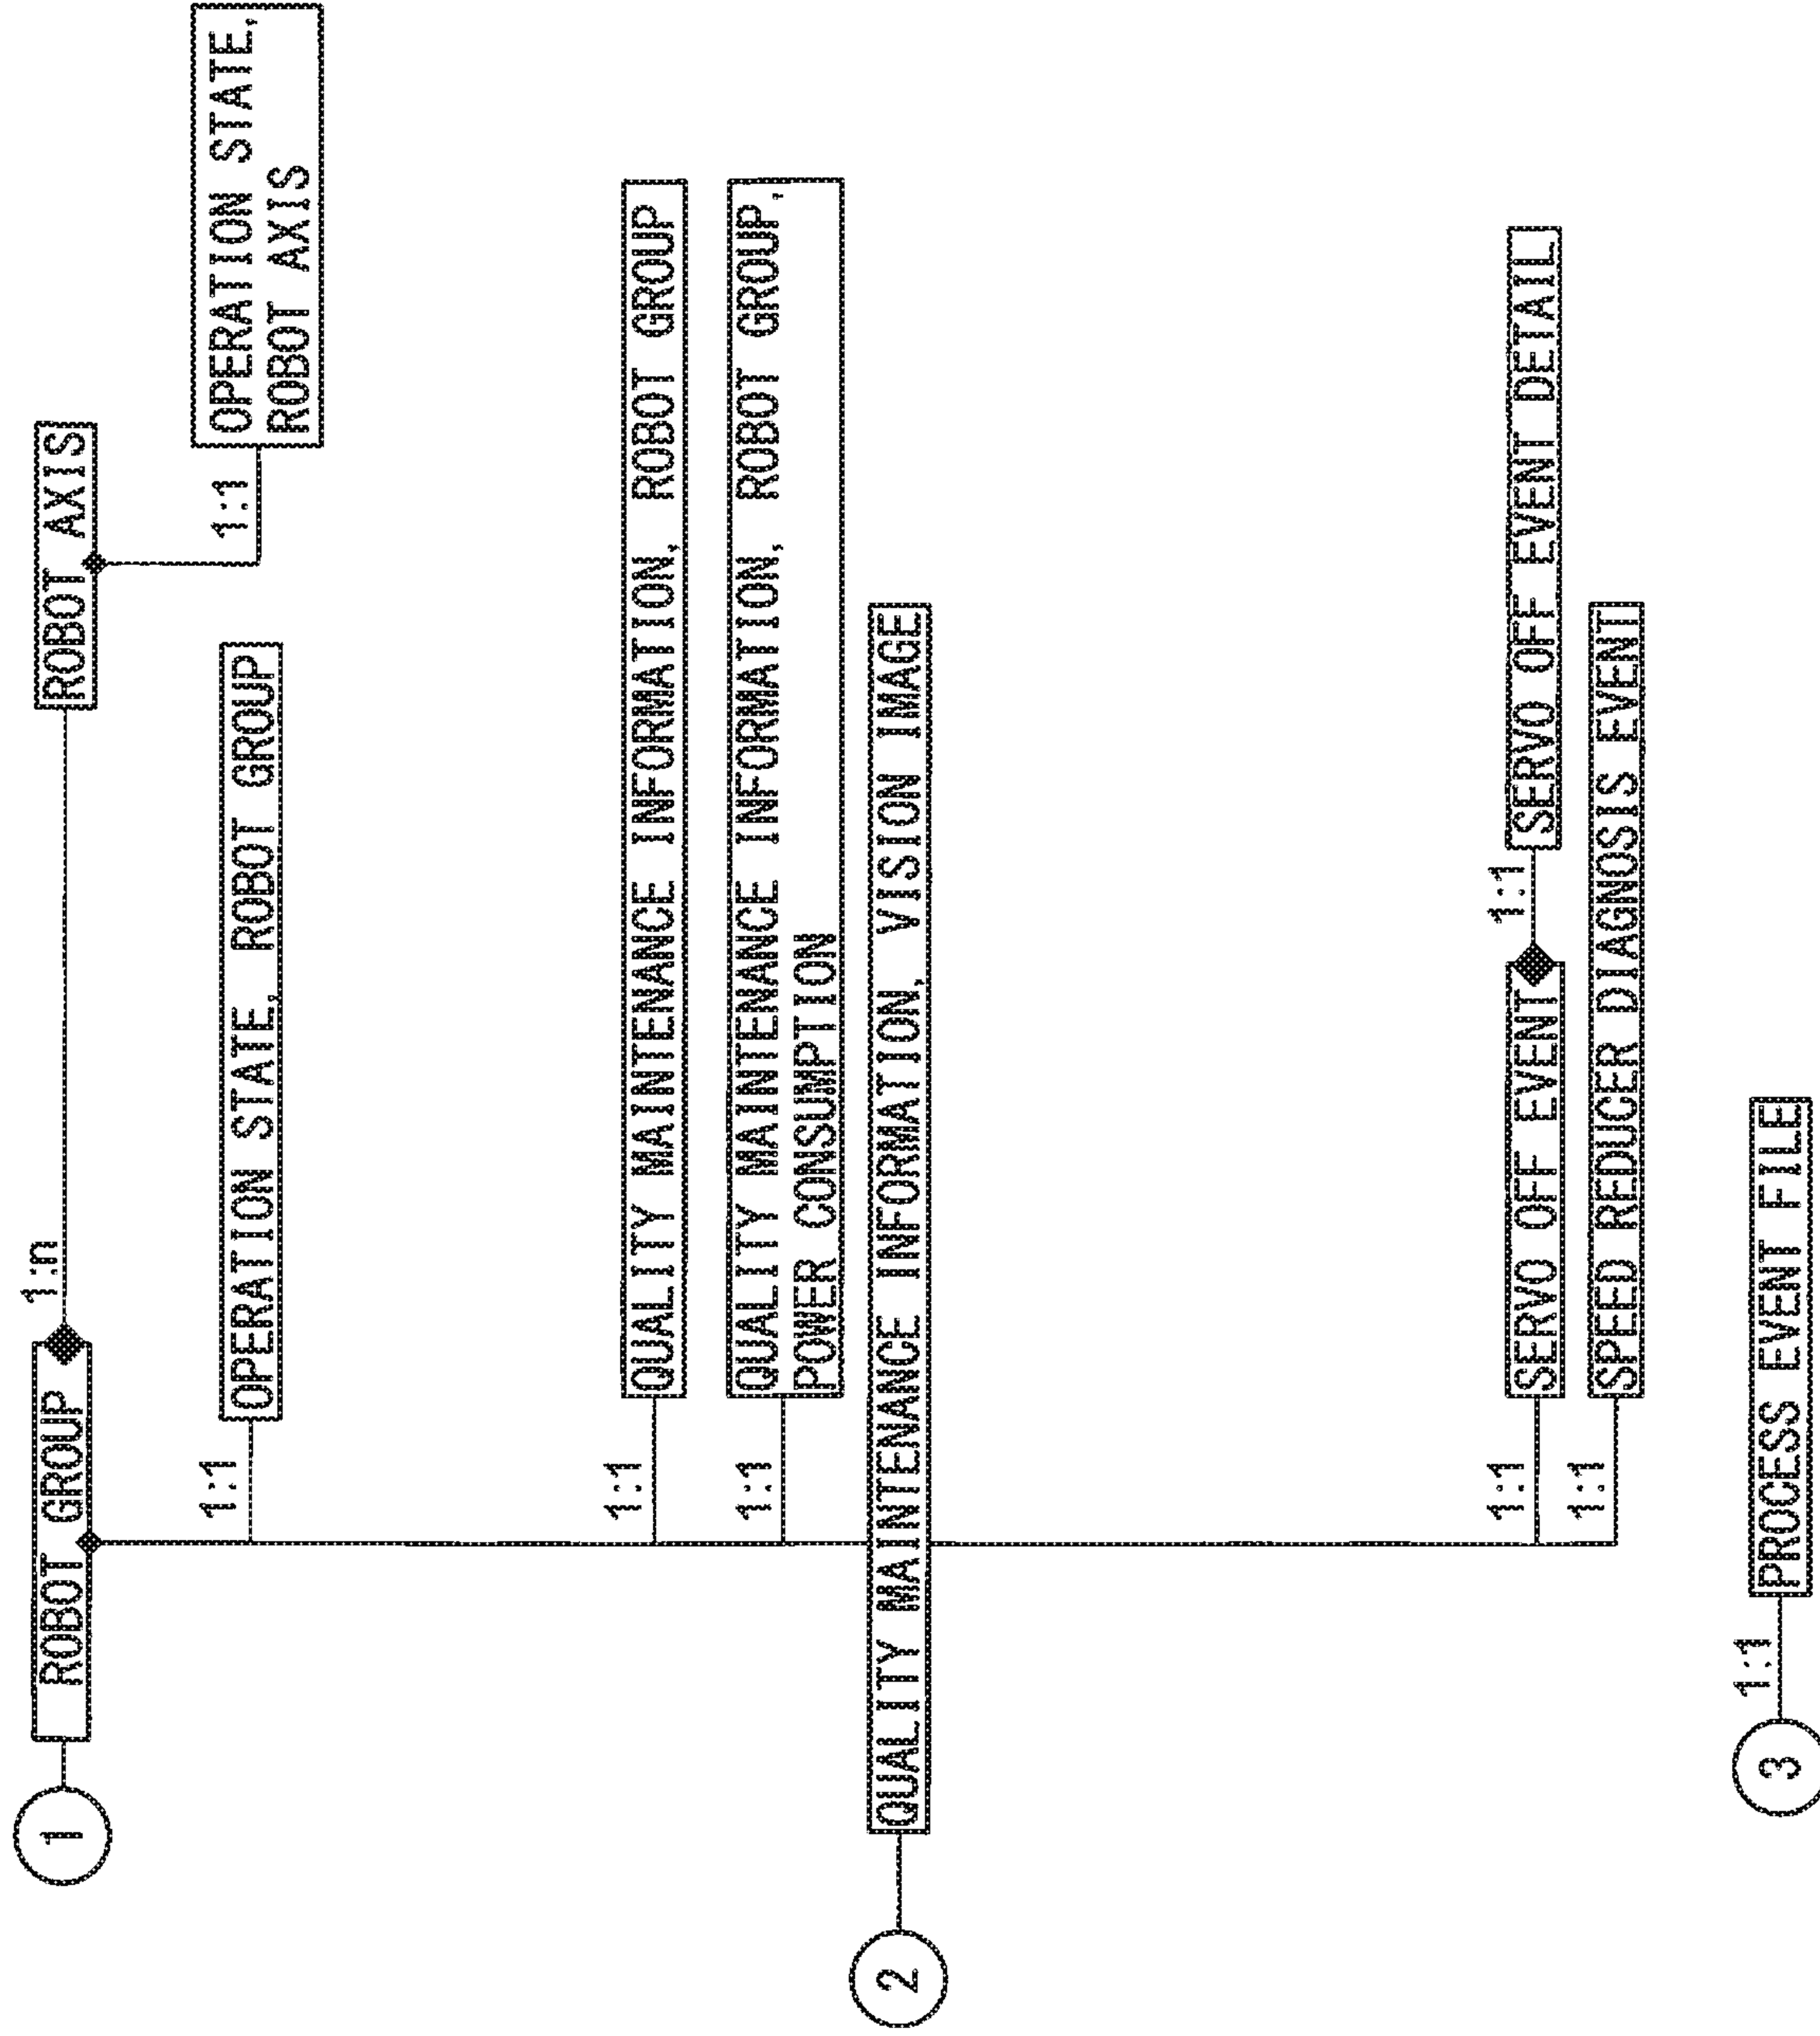 1
ROBOT GROUP
1:n
ROBOT AXIS
1:1
OPERATION STATE,
ROBOT AXIS
1:1
OPERATION STATE, ROBOT GROUP
1:1
QUALITY MAINTENANCE INFORMATION, ROBOT GROUP
1:1
QUALITY MAINTENANCE INFORMATION, ROBOT GROUP,
POWER CONSUMPTION
2
QUALITY MAINTENANCE INFORMATION, VISION IMAGE
1:1
SERVO OFF EVENT
1:1
SERVO OFF EVENT DETAIL
1:1
SPEED REDUCER DIAGNOSIS EVENT
3
1:1
PROCESS EVENT FILE